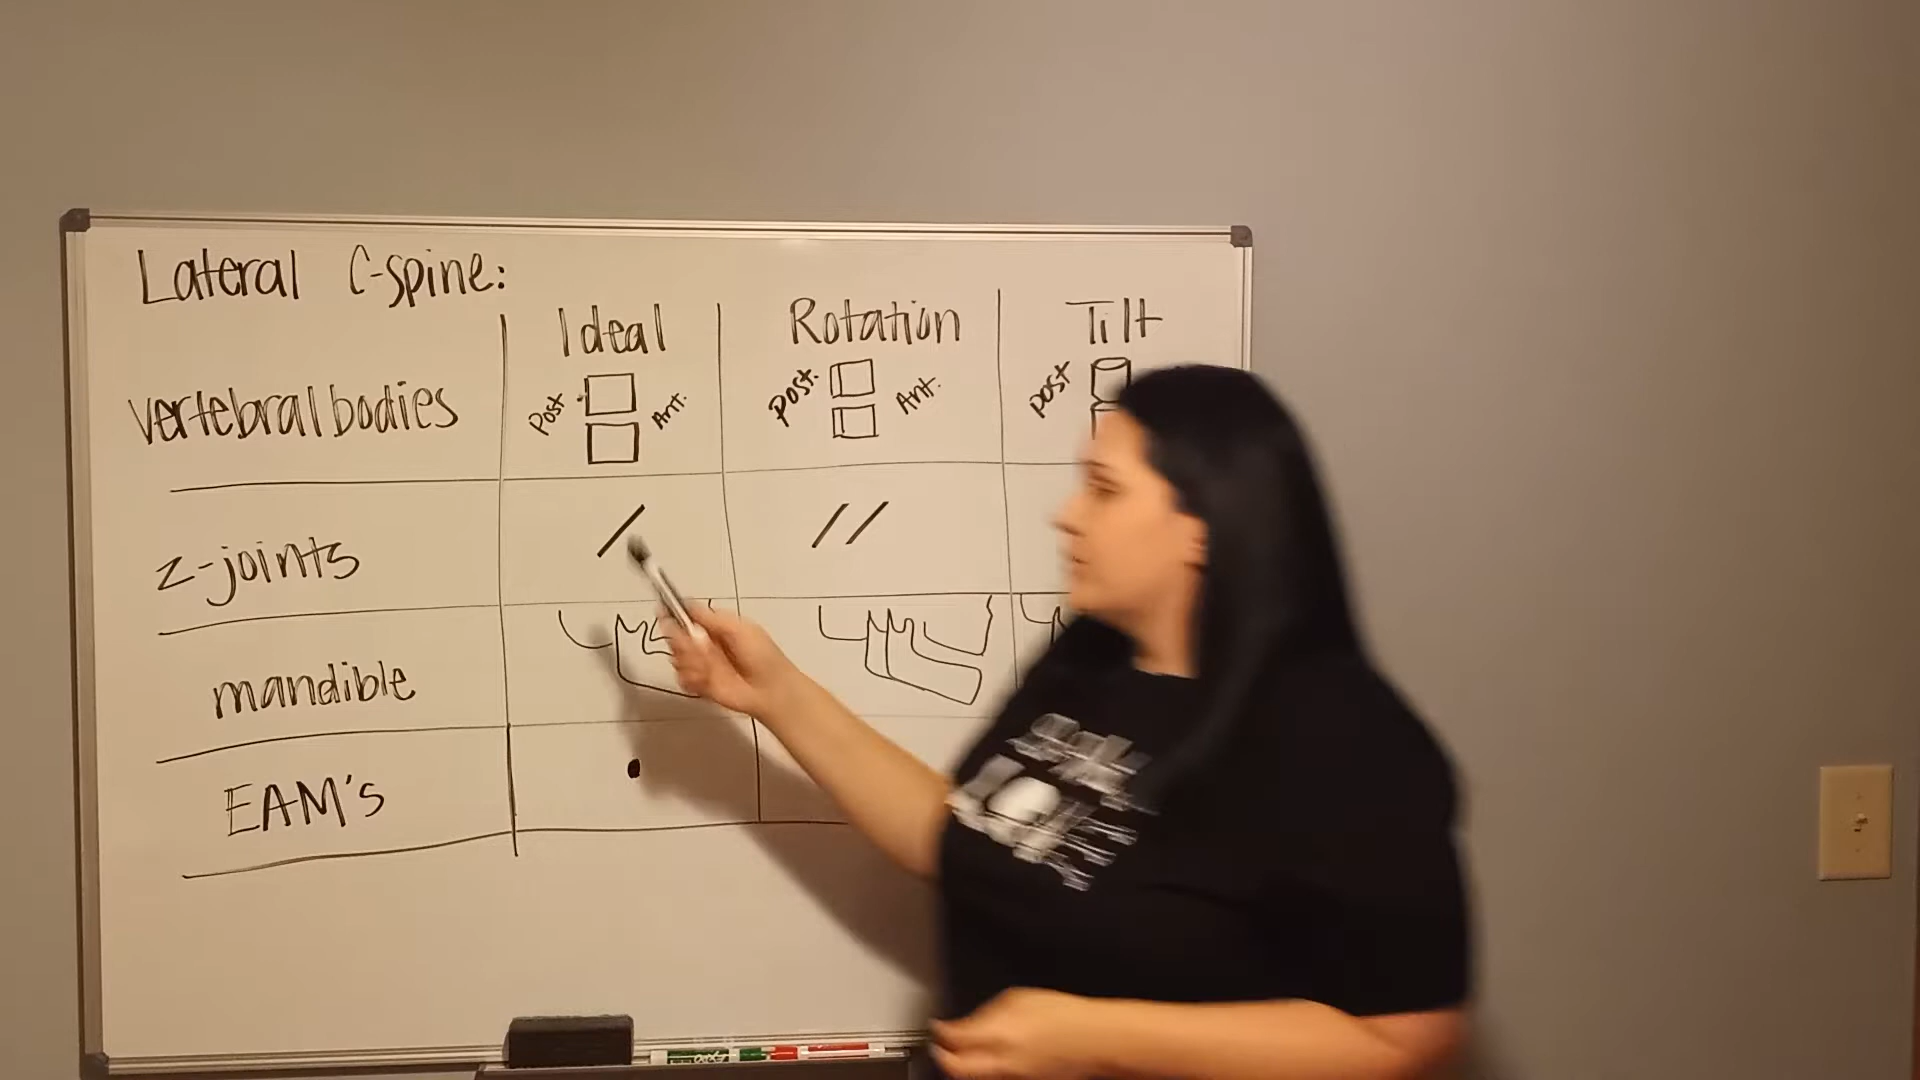 Lateral C-spine:
Ideal Rotation Tilt
vertebral bodies Post Ant. post. Ant. post
z-joints
mandible
EAM's